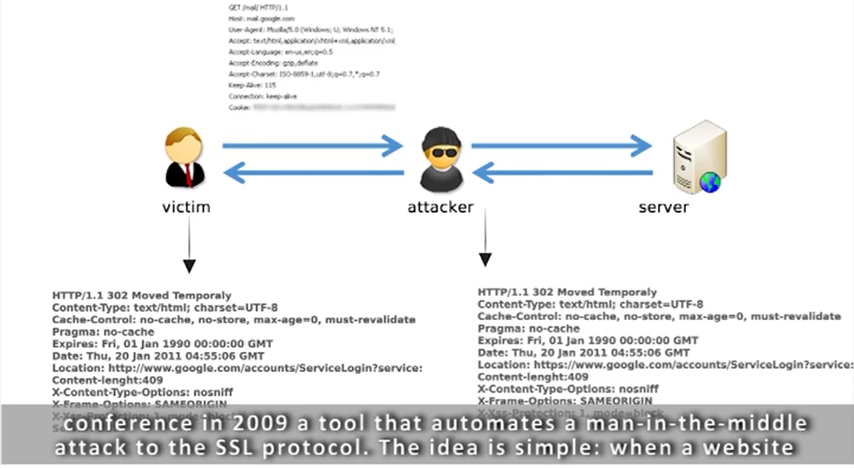 GET /mail/ HTTP/1.1
Host: mail.google.com
User-Agent: Mozilla/5.0 (Windows; U; Windows NT 5.1;
Accept: text/html,application/xhtml+xml,application/xml
Accept-Language: en-us,en;q=0.5
Accept-Encoding: gzip,deflate
Accept-Charset: ISO-8859-1,utf-8;q=0.7,*;q=0.7
Keep-Alive: 115
Connection: keep-alive
Cookie:
victim
attacker
server
HTTP/1.1 302 Moved Temporaly
Content-Type: text/html; charset=UTF-8
Cache-Control: no-cache, no-store, max-age=0, must-revalidate
Pragma: no-cache
Expires: Fri, 01 Jan 1990 00:00:00 GMT
Date: Thu, 20 Jan 2011 04:55:06 GMT
Location: http://www.google.com/accounts/ServiceLogin?service:
Content-lenght:409
X-Content-Type-Options: nosniff
X-Frame-Options: SAMEORIGIN
HTTP/1.1 302 Moved Temporaly
Content-Type: text/html; charset=UTF-8
Cache-Control: no-cache, no-store, max-age=0, must-revalidate
Pragma: no-cache
Expires: Fri, 01 Jan 1990 00:00:00 GMT
Date: Thu, 20 Jan 2011 04:55:06 GMT
Location: https://www.google.com/accounts/ServiceLogin?service:
Content-lenght:409
X-Content-Type-Options: nosniff
X-Frame-Options: SAMEORIGIN
X-Xss-Protection: 1, mode=block
conference in 2009 a tool that automates a man-in-the-middle
attack to the SSL protocol. The idea is simple: when a website